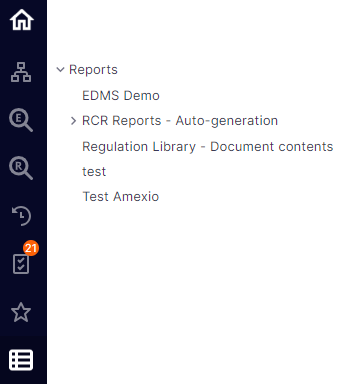 Reports
EDMS Demo
RCR Reports - Auto-generation
Regulation Library - Document contents
test
Test Amexio
E
R
21